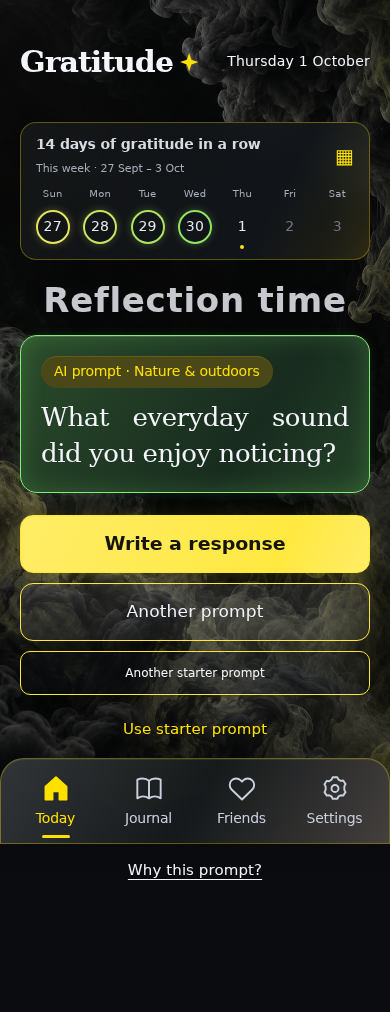 Gratitude
Thursday 1 October
14 days of gratitude in a row
This week · 27 Sept – 3 Oct
Sun Mon Tue Wed Thu Fri Sat
27 28 29 30 1 2 3
Reflection time
AI prompt · Nature & outdoors
What everyday sound
did you enjoy noticing?
Write a response
Another prompt
Another starter prompt
Use starter prompt
Today Journal Friends Settings
Why this prompt?